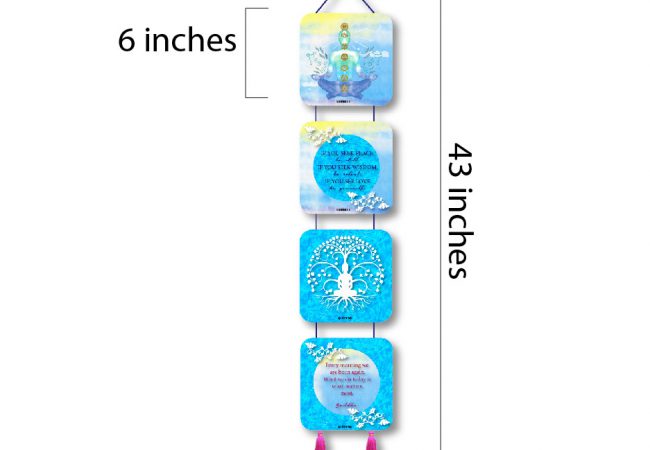 6 inches
IF YOU SEEK PEACE,
be still.
IF YOU SEEK WISDOM,
be silent.
IF YOU SEEK LOVE
be yourself.
43 inches
Every morning we
are born again.
What we do today is
what matters
most.
Buddha